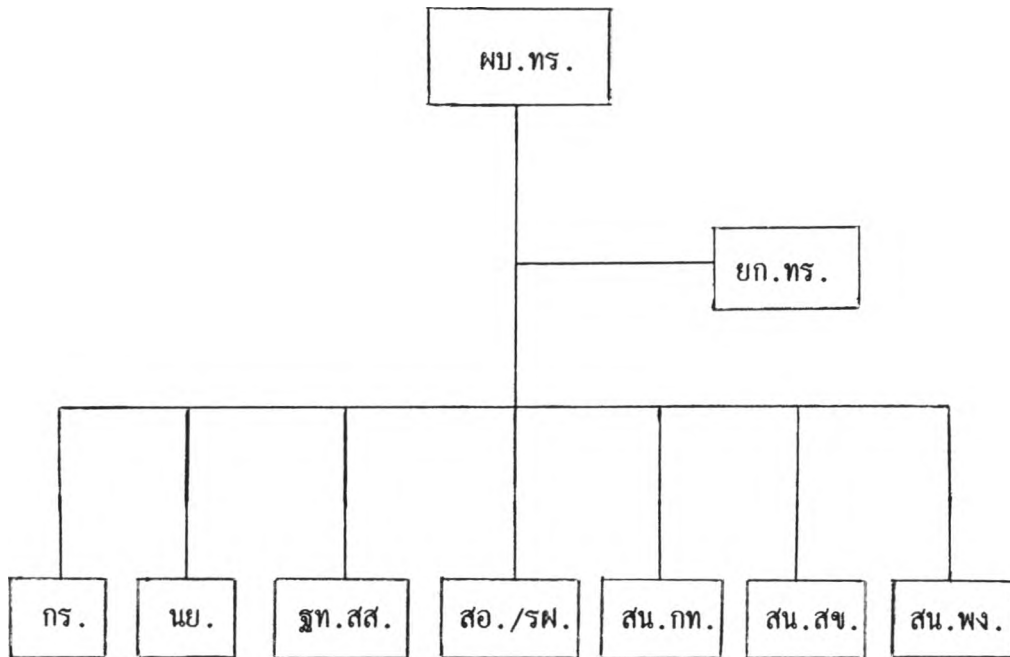 ผบ.ทร.
ยก.ทร.
กร.
นย.
ฐท.สส.
สอ./รฝ.
สน.กท.
สน.สข.
สน.พง.